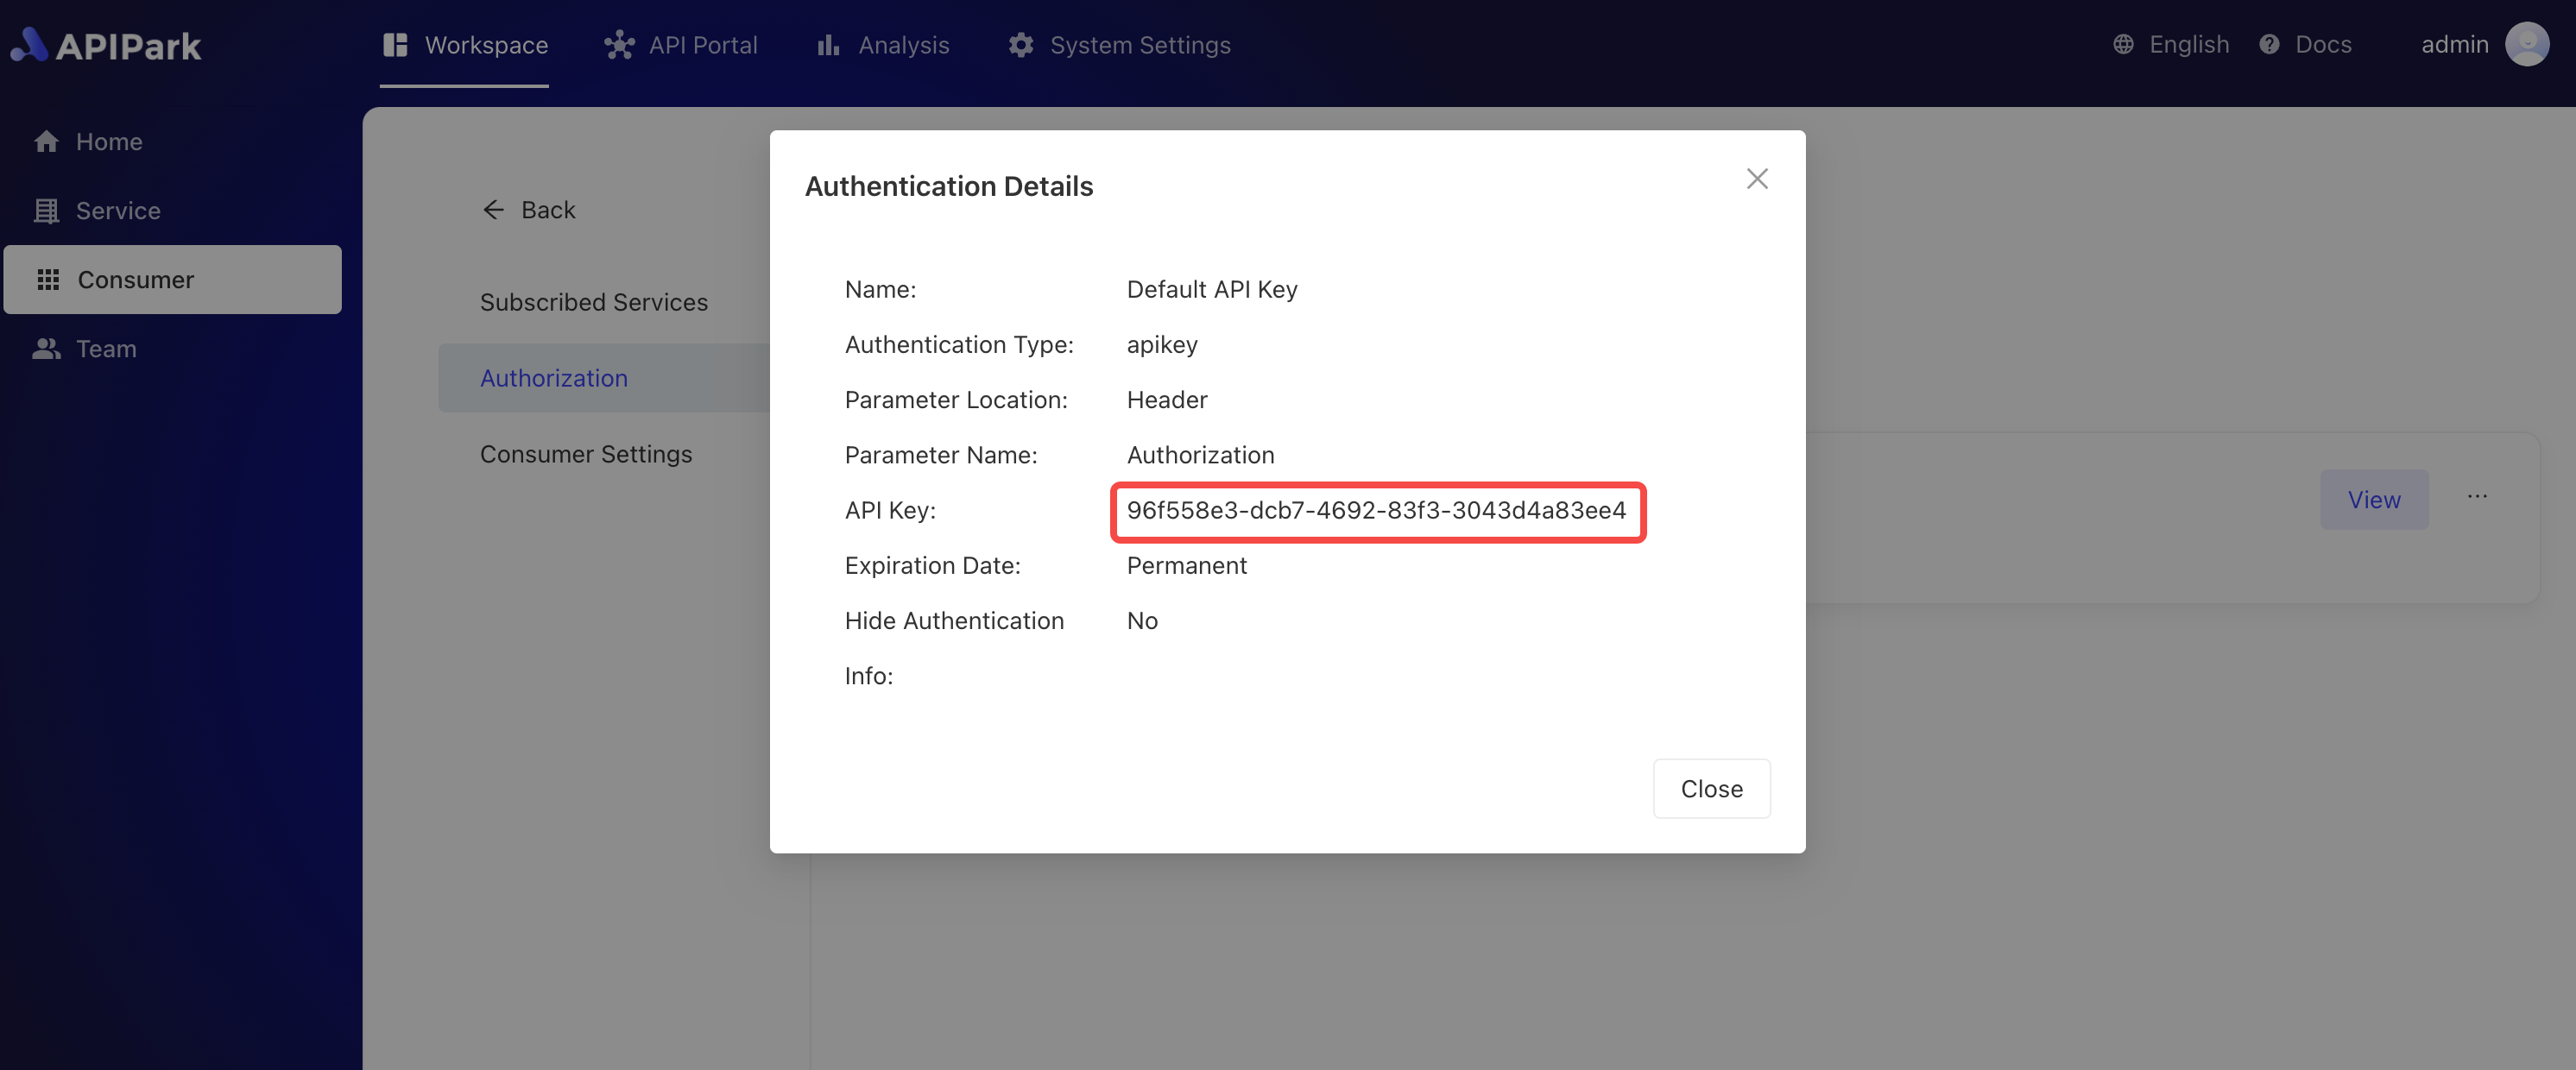 APIPark
Workspace
API Portal
Analysis
System Settings
English
Docs
admin
Home
Service
Consumer
Team
Back
Subscribed Services
Authorization
Consumer Settings
Authentication Details
Name: Default API Key
Authentication Type: apikey
Parameter Location: Header
Parameter Name: Authorization
API Key: 96f558e3-dcb7-4692-83f3-3043d4a83ee4
Expiration Date: Permanent
Hide Authentication No
Info:
Close
View